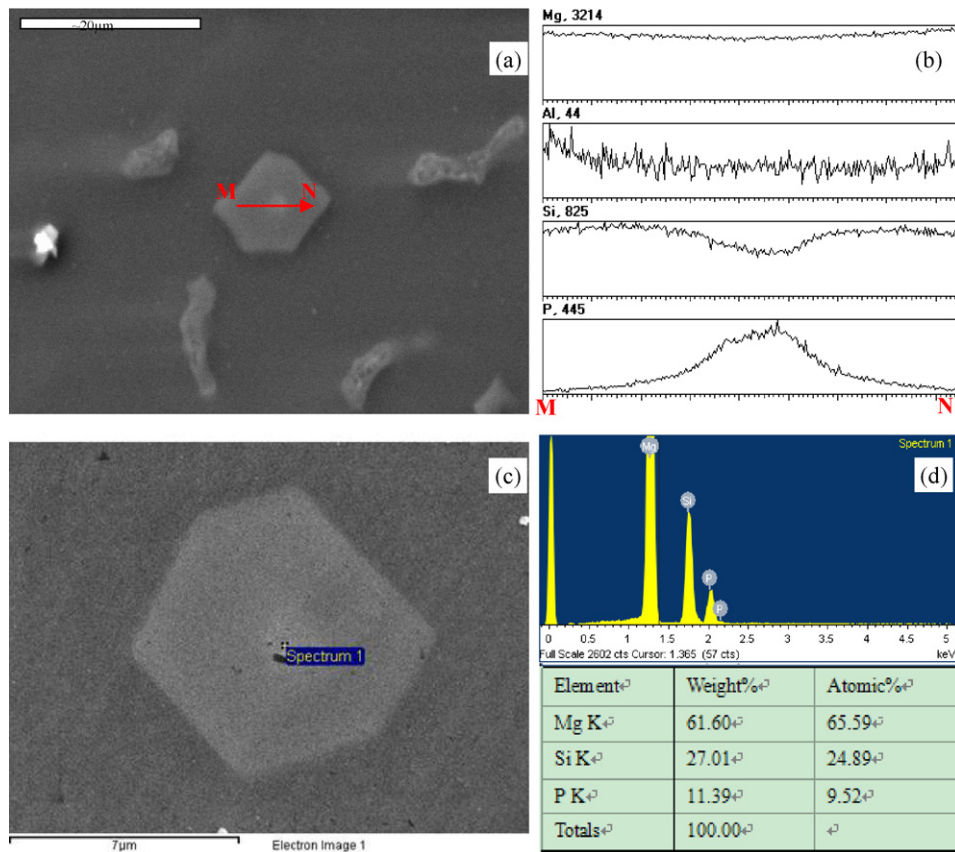 ~20μm
(a)
M N
Mg, 3214
(b)
Al, 44
Si, 825
P, 445
M N
(c)
Spectrum 1
7μm Electron Image 1
Spectrum 1
(d)
Mg
Si
P
P
0 0.5 1 1.5 2 2.5 3 3.5 4 4.5 5
Full Scale 2602 cts Cursor: 1.365 (57 cts) keV
Element↵ Weight%↵ Atomic%↵
Mg K↵ 61.60↵ 65.59↵
Si K↵ 27.01↵ 24.89↵
P K↵ 11.39↵ 9.52↵
Totals↵ 100.00↵ ↵